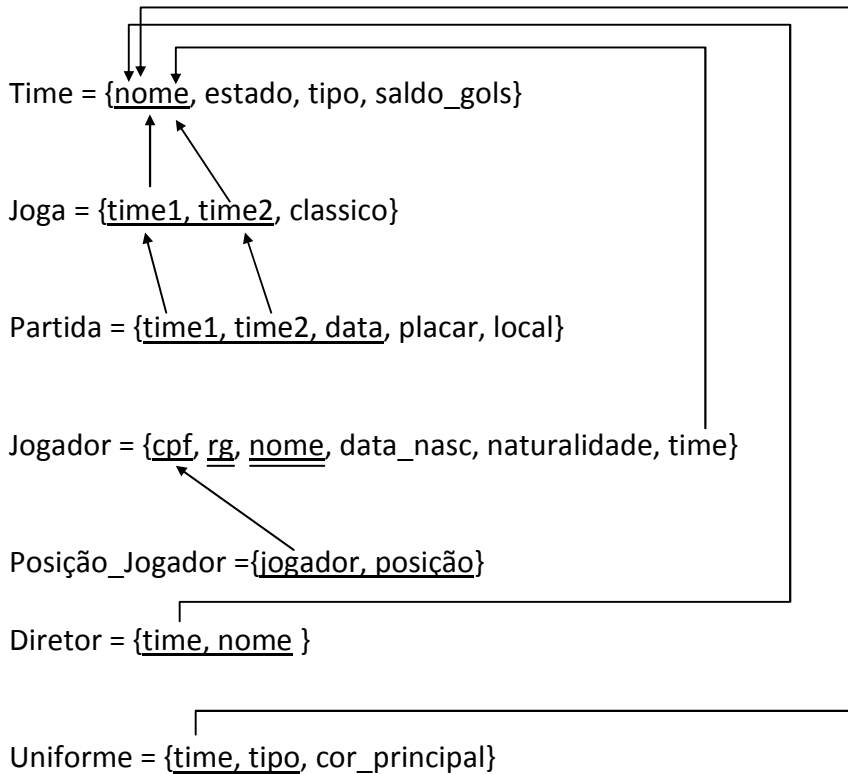 Time = {nome, estado, tipo, saldo_gols}
Joga = {time1, time2, classico}
Partida = {time1, time2, data, placar, local}
Jogador = {cpf, rg, nome, data_nasc, naturalidade, time}
Posição_Jogador ={jogador, posição}
Diretor = {time, nome }
Uniforme = {time, tipo, cor_principal}